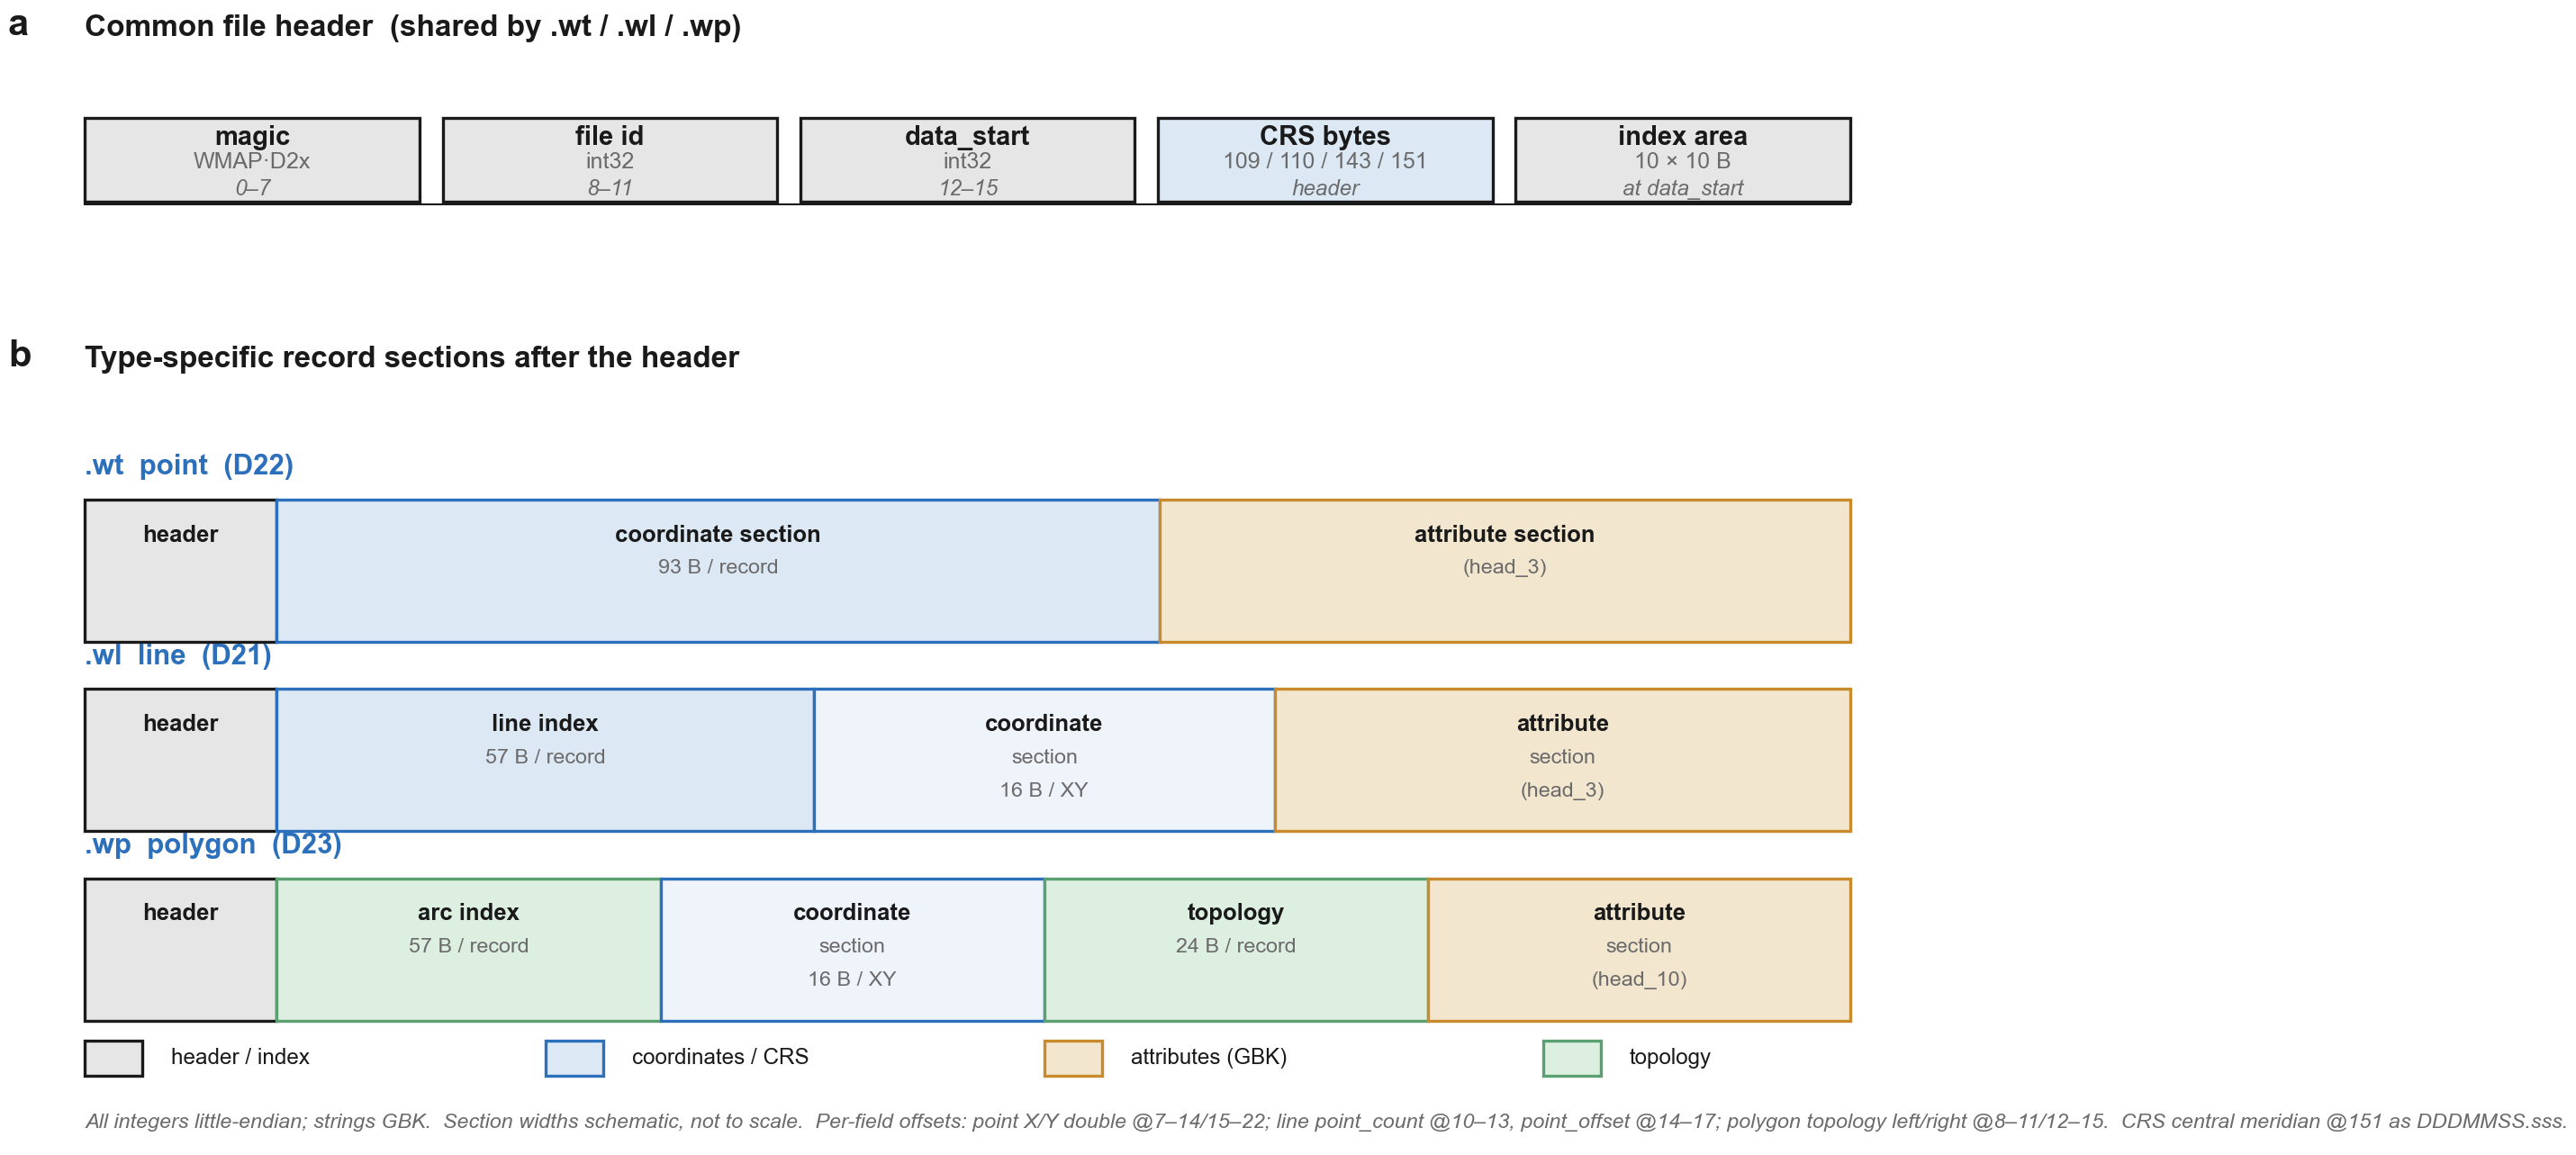 a
Common file header (shared by .wt / .wl / .wp)
magic
WMAP·D2x
0–7
file id
int32
8–11
data_start
int32
12–15
CRS bytes
109 / 110 / 143 / 151
header
index area
10 × 10 B
at data_start
b
Type-specific record sections after the header
.wt point (D22)
header
coordinate section
93 B / record
attribute section
(head_3)
.wl line (D21)
header
line index
57 B / record
coordinate
section
16 B / XY
attribute
section
(head_3)
.wp polygon (D23)
header
arc index
57 B / record
coordinate
section
16 B / XY
topology
24 B / record
attribute
section
(head_10)
header / index
coordinates / CRS
attributes (GBK)
topology
All integers little-endian; strings GBK. Section widths schematic, not to scale. Per-field offsets: point X/Y double @7–14/15–22; line point_count @10–13, point_offset @14–17; polygon topology left/right @8–11/12–15. CRS central meridian @151 as DDDMMSS.sss.